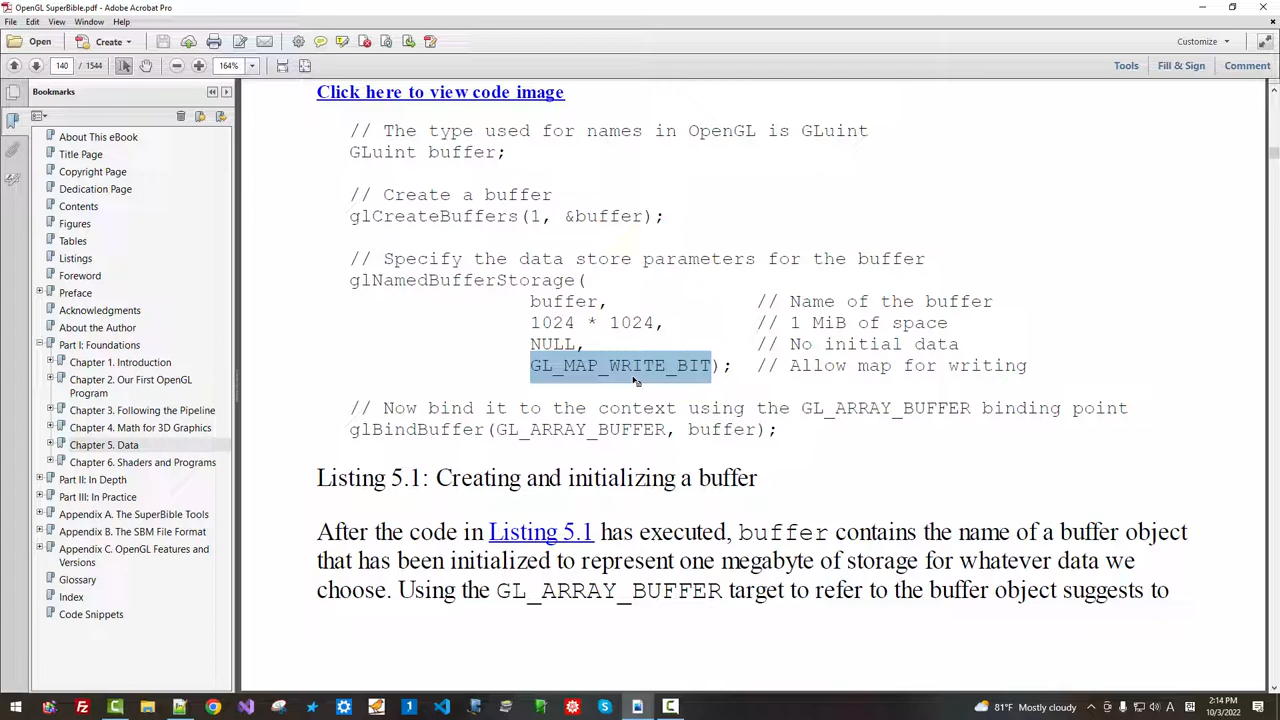 OpenGL SuperBible.pdf - Adobe Acrobat Pro
File Edit View Window Help
Open Create Customize
140 / 1544 164% Tools Fill & Sign Comment
Bookmarks
About This eBook
Title Page
Copyright Page
Dedication Page
Contents
Figures
Tables
Listings
Foreword
Preface
Acknowledgments
About the Author
Part I: Foundations
Chapter 1. Introduction
Chapter 2. Our First OpenGL
Program
Chapter 3. Following the Pipeline
Chapter 4. Math for 3D Graphics
Chapter 5. Data
Chapter 6. Shaders and Programs
Part II: In Depth
Part III: In Practice
Appendix A. The SuperBible Tools
Appendix B. The SBM File Format
Appendix C. OpenGL Features and
Versions
Glossary
Index
Code Snippets
Click here to view code image
// The type used for names in OpenGL is GLuint
GLuint buffer;
// Create a buffer
glCreateBuffers(1, &buffer);
// Specify the data store parameters for the buffer
glNamedBufferStorage(
buffer, // Name of the buffer
1024 * 1024, // 1 MiB of space
NULL, // No initial data
GL_MAP_WRITE_BIT); // Allow map for writing
// Now bind it to the context using the GL_ARRAY_BUFFER binding point
glBindBuffer(GL_ARRAY_BUFFER, buffer);
Listing 5.1: Creating and initializing a buffer
After the code in Listing 5.1 has executed, buffer contains the name of a buffer object
that has been initialized to represent one megabyte of storage for whatever data we
choose. Using the GL_ARRAY_BUFFER target to refer to the buffer object suggests to
81°F Mostly cloudy
2:14 PM
10/3/2022